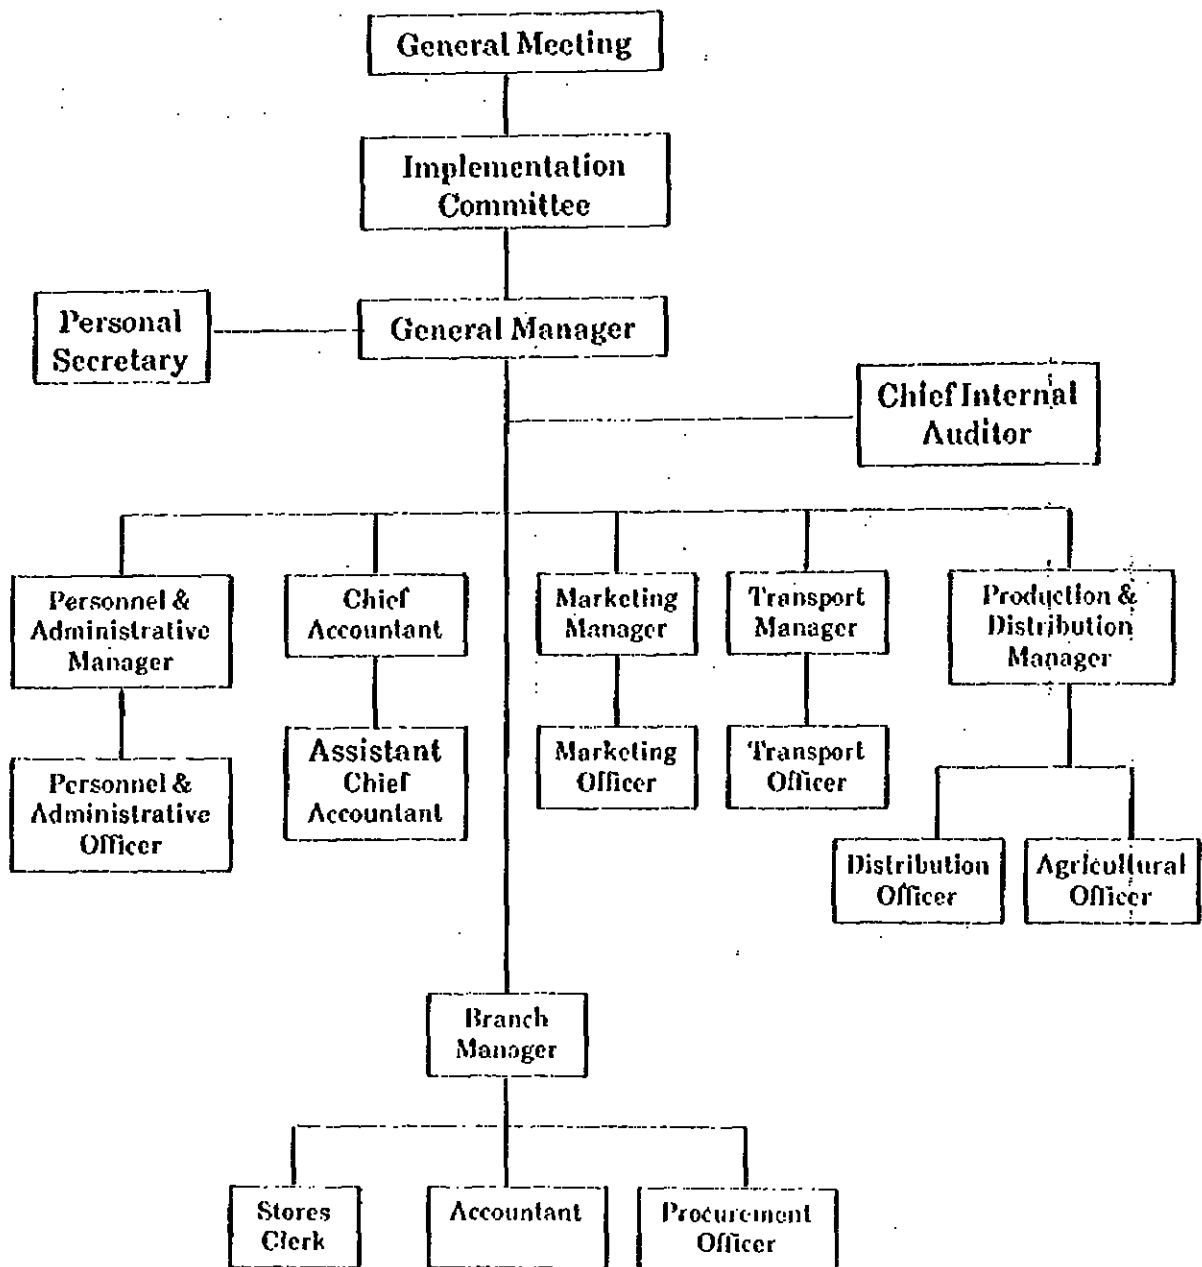 General Meeting
Implementation
Committee
Personal
Secretary
General Manager
Chief Internal
Auditor
Personnel &
Administrative
Manager
Chief
Accountant
Marketing
Manager
Transport
Manager
Production &
Distribution
Manager
Personnel &
Administrative
Officer
Assistant
Chief
Accountant
Marketing
Officer
Transport
Officer
Distribution
Officer
Agricultural
Officer
Branch
Manager
Stores
Clerk
Accountant
Procurement
Officer